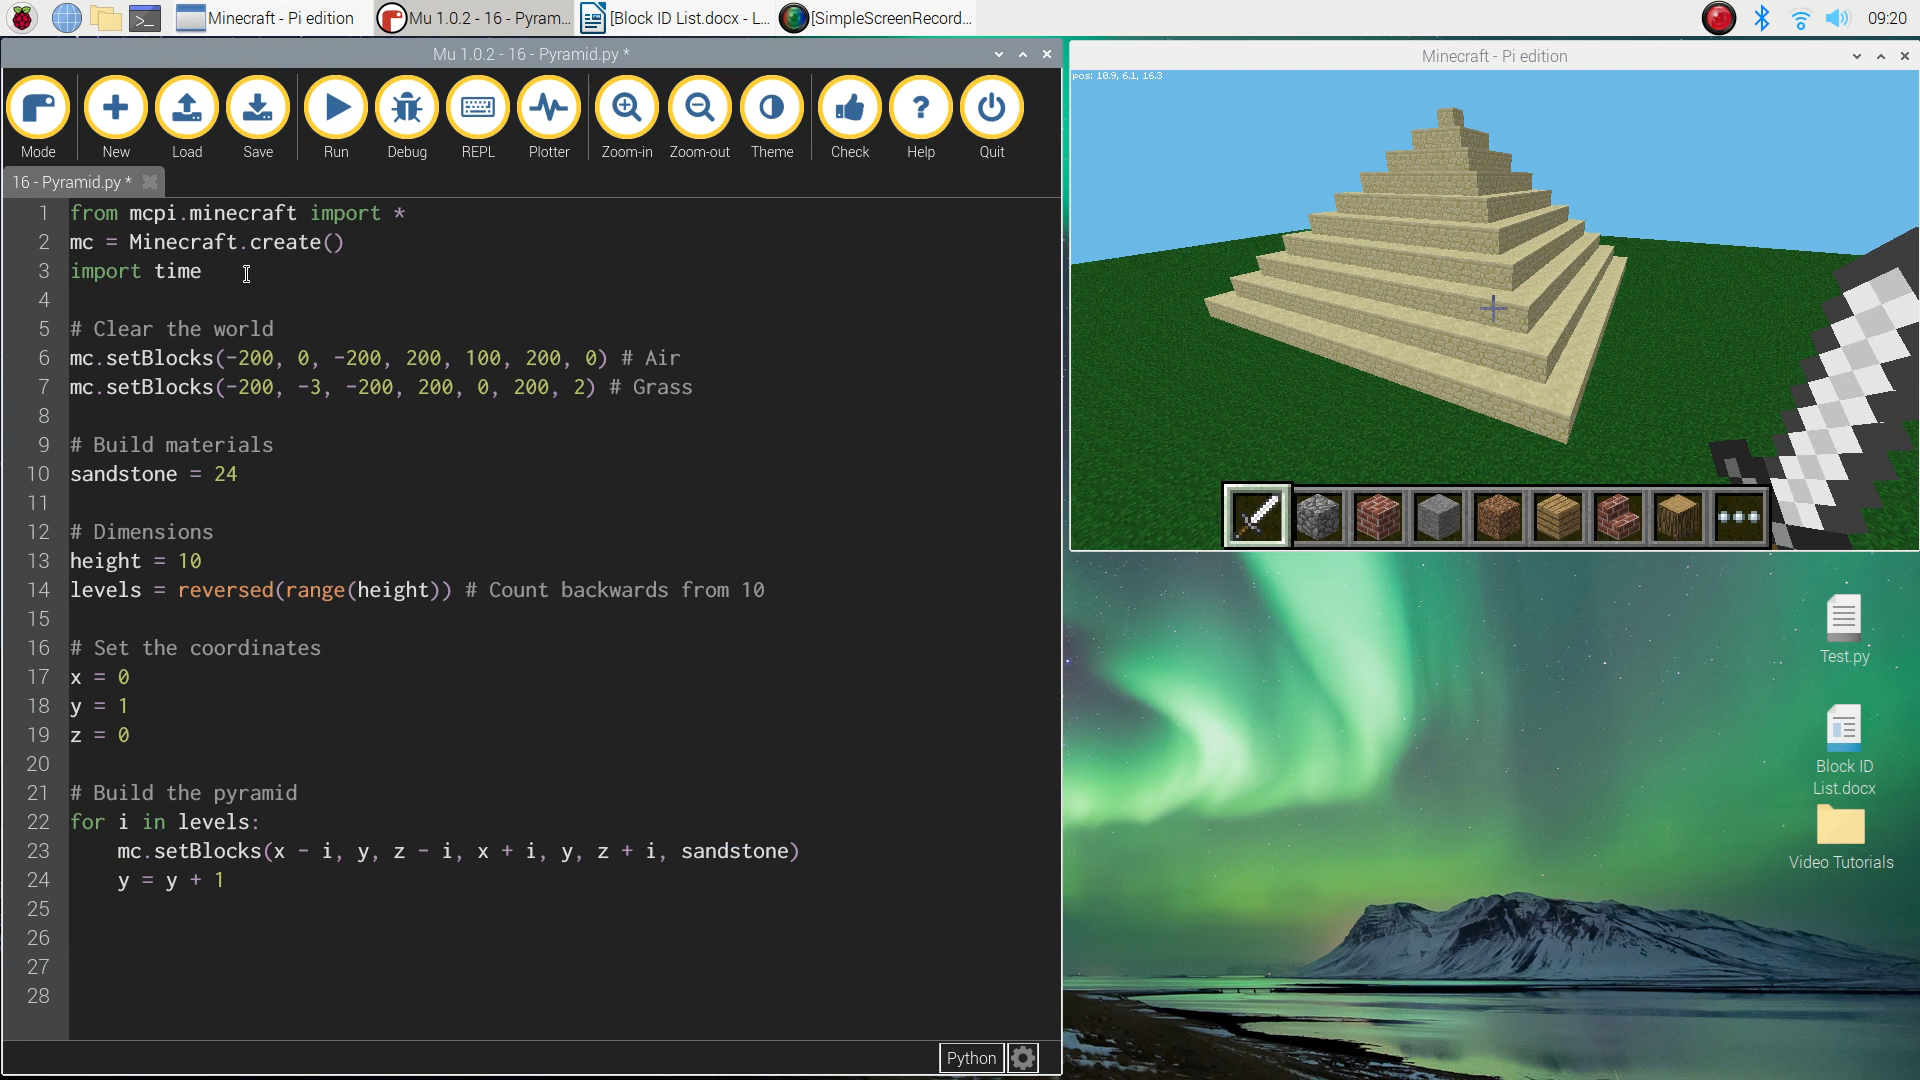 Minecraft - Pi edition
Mu 1.0.2 - 16 - Pyram...
[Block ID List.docx - L...
[SimpleScreenRecord...
09:20
Mu 1.0.2 - 16 - Pyramid.py *
Mode
New
Load
Save
Run
Debug
REPL
Plotter
Zoom-in
Zoom-out
Theme
Check
Help
Quit
16 - Pyramid.py *
1 from mcpi.minecraft import *
2 mc = Minecraft.create()
3 import time
4
5 # Clear the world
6 mc.setBlocks(-200, 0, -200, 200, 100, 200, 0) # Air
7 mc.setBlocks(-200, -3, -200, 200, 0, 200, 2) # Grass
8
9 # Build materials
10 sandstone = 24
11
12 # Dimensions
13 height = 10
14 levels = reversed(range(height)) # Count backwards from 10
15
16 # Set the coordinates
17 x = 0
18 y = 1
19 z = 0
20
21 # Build the pyramid
22 for i in levels:
23     mc.setBlocks(x - i, y, z - i, x + i, y, z + i, sandstone)
24     y = y + 1
25
26
27
28
Python
Minecraft - Pi edition
pos: 10.9, 6.1, 16.3
Test.py
Block ID
List.docx
Video Tutorials